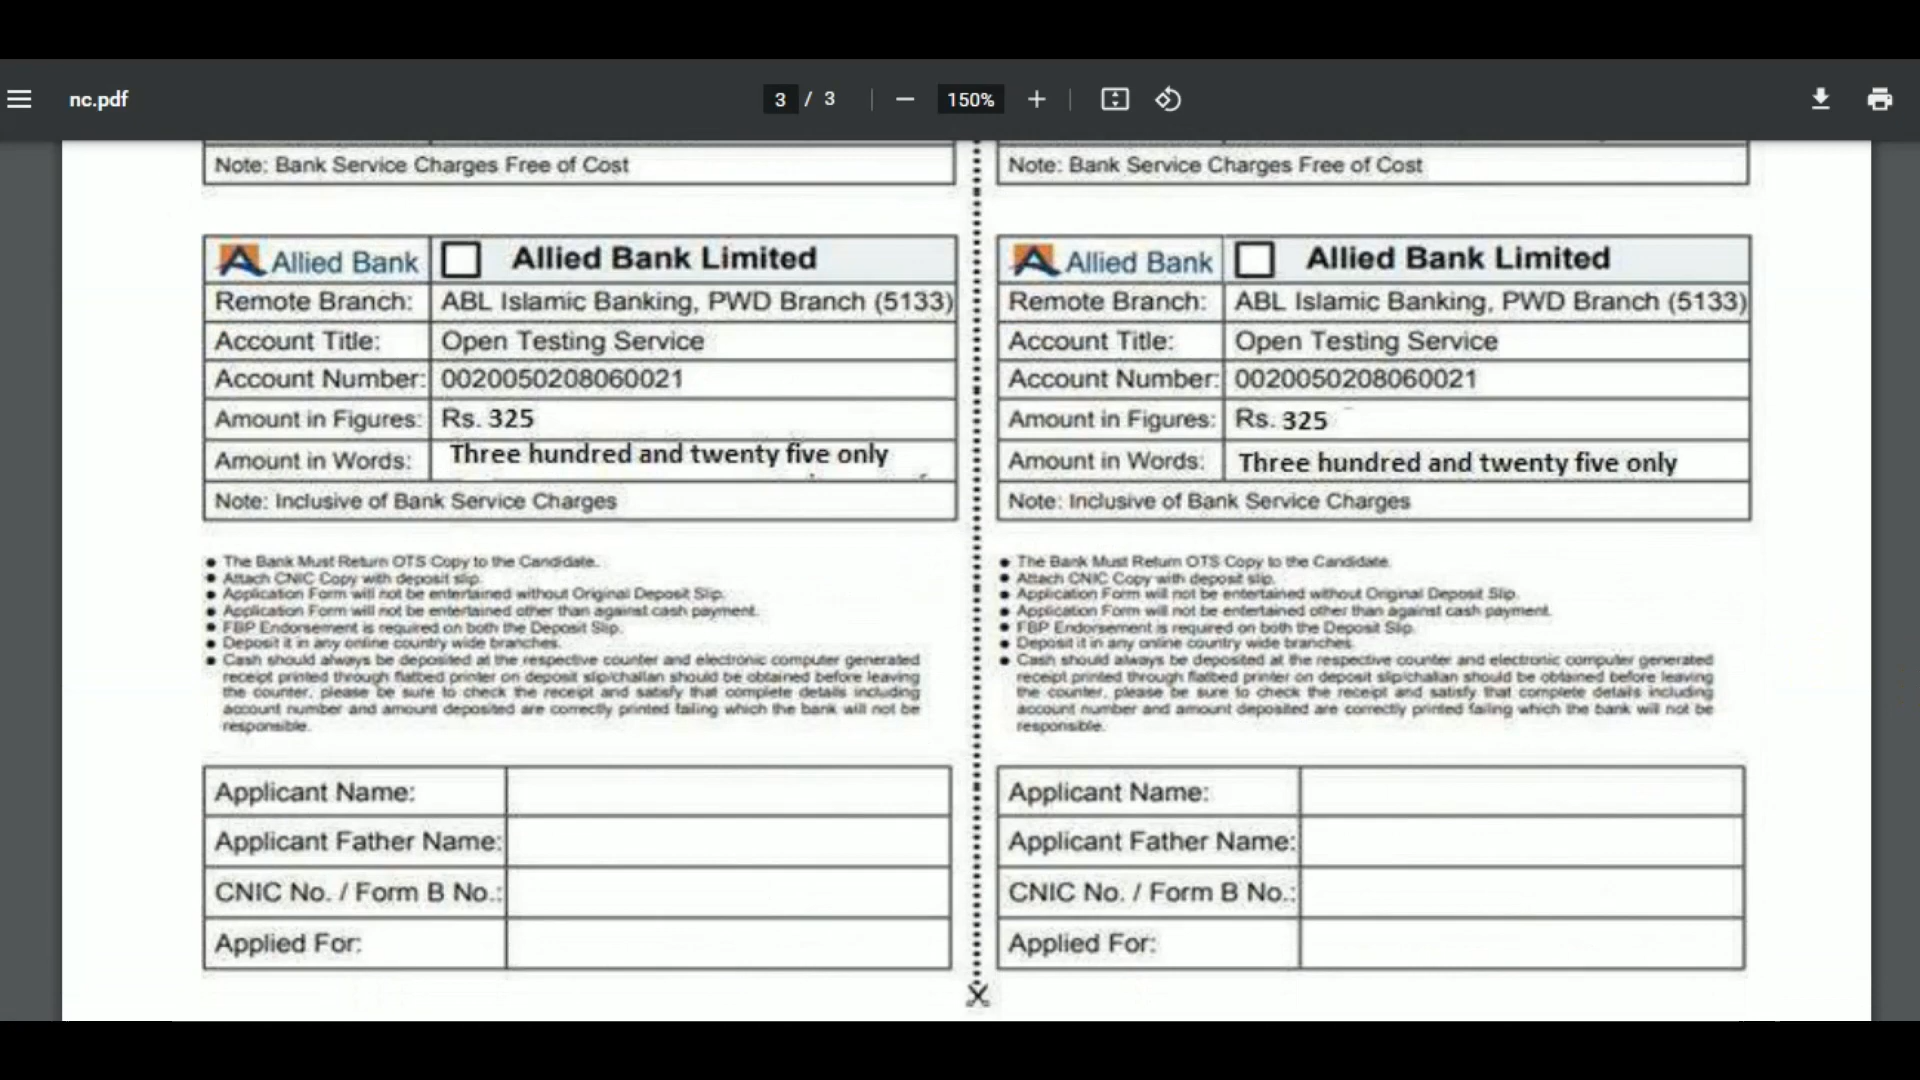 nc.pdf
3 / 3
150%
Note: Bank Service Charges Free of Cost
Note: Bank Service Charges Free of Cost
Allied Bank Allied Bank Limited
Remote Branch: ABL Islamic Banking, PWD Branch (5133)
Account Title: Open Testing Service
Account Number: 0020050208060021
Amount in Figures: Rs. 325
Amount in Words: Three hundred and twenty five only
Note: Inclusive of Bank Service Charges
The Bank Must Return OTS Copy to the Candidate.
Attach CNIC Copy with deposit slip.
Application Form will not be entertained without Original Deposit Slip.
Application Form will not be entertained other than against cash payment.
FBP Endorsement is required on both the Deposit Slip.
Deposit it in any online country wide branches.
Cash should always be deposited at the respective counter and electronic computer generated
receipt printed through flatbed printer on deposit slip/challan should be obtained before leaving
the counter, please be sure to check the receipt and satisfy that complete details including
account number and amount deposited are correctly printed failing which the bank will not be
responsible.
Applicant Name:
Applicant Father Name:
CNIC No. / Form B No.:
Applied For:
Allied Bank Allied Bank Limited
Remote Branch: ABL Islamic Banking, PWD Branch (5133)
Account Title: Open Testing Service
Account Number: 0020050208060021
Amount in Figures: Rs. 325
Amount in Words: Three hundred and twenty five only
Note: Inclusive of Bank Service Charges
The Bank Must Return OTS Copy to the Candidate.
Attach CNIC Copy with deposit slip.
Application Form will not be entertained without Original Deposit Slip.
Application Form will not be entertained other than against cash payment.
FBP Endorsement is required on both the Deposit Slip.
Deposit it in any online country wide branches.
Cash should always be deposited at the respective counter and electronic computer generated
receipt printed through flatbed printer on deposit slip/challan should be obtained before leaving
the counter, please be sure to check the receipt and satisfy that complete details including
account number and amount deposited are correctly printed failing which the bank will not be
responsible.
Applicant Name:
Applicant Father Name:
CNIC No. / Form B No.:
Applied For: